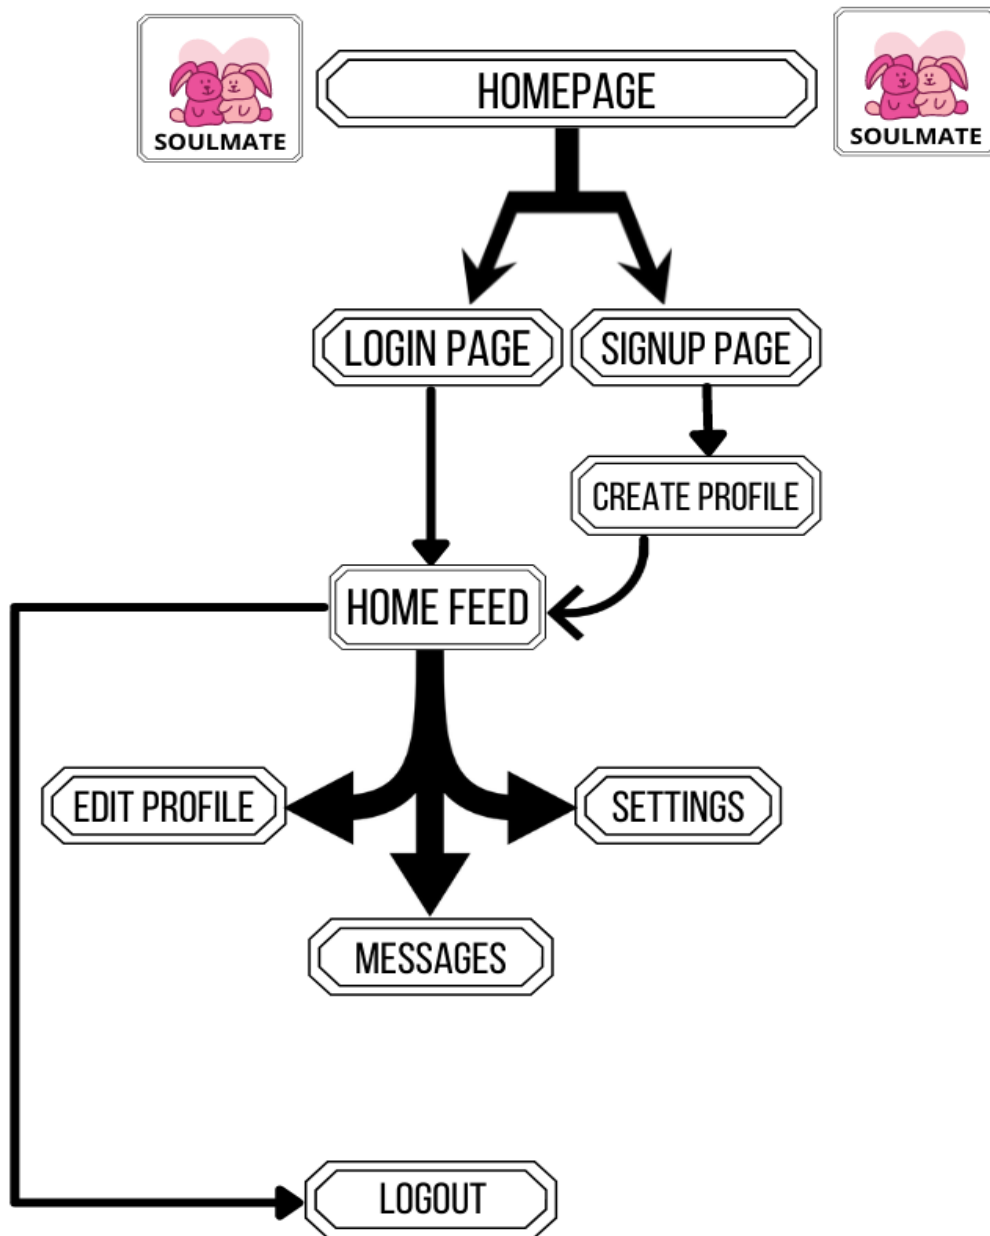 HOMEPAGE
SOULMATE
SOULMATE
LOGIN PAGE
SIGNUP PAGE
CREATE PROFILE
HOME FEED
EDIT PROFILE
SETTINGS
MESSAGES
LOGOUT